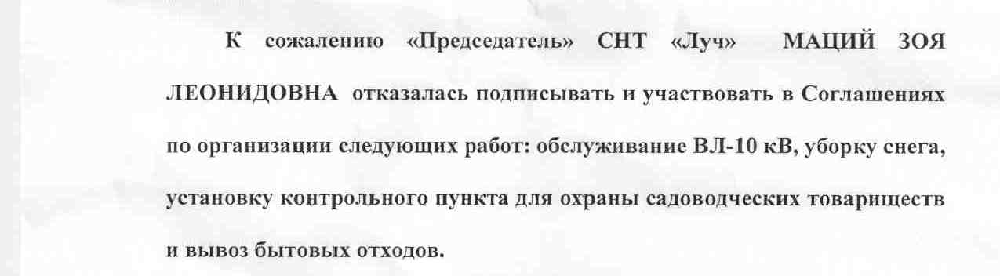 К сожалению «Председатель» СНТ «Луч» МАЦИЙ ЗОЯ
ЛЕОНИДОВНА отказалась подписывать и участвовать в Соглашениях
по организации следующих работ: обслуживание ВЛ-10 кВ, уборку снега,
установку контрольного пункта для охраны садоводческих товариществ
и вывоз бытовых отходов.